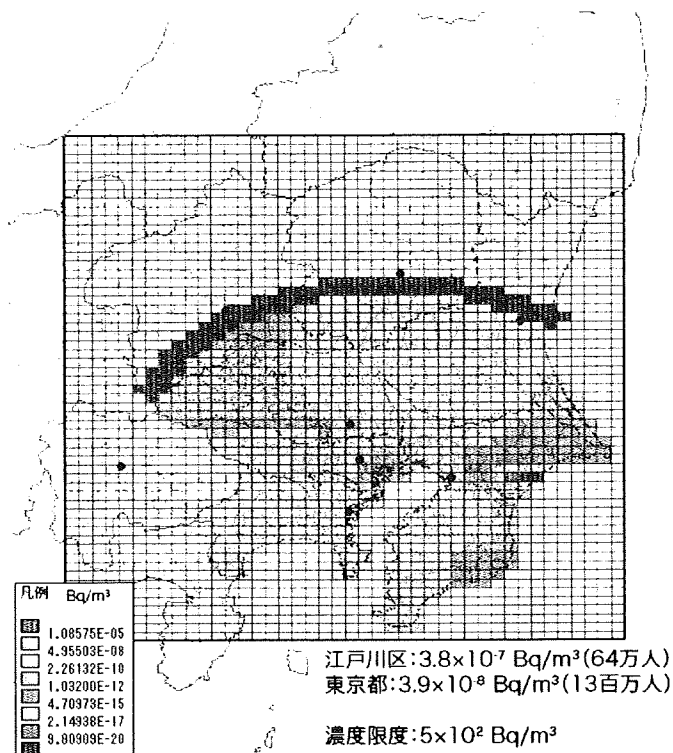 凡例 Bq/m³
1.08575E-05
4.95503E-08
2.26132E-10
1.03200E-12
4.70973E-15
2.14938E-17
9.80909E-20
江戸川区:3.8×10⁻⁷ Bq/m³(64万人)
東京都:3.9×10⁻⁸ Bq/m³(13百万人)
濃度限度:5×10² Bq/m³